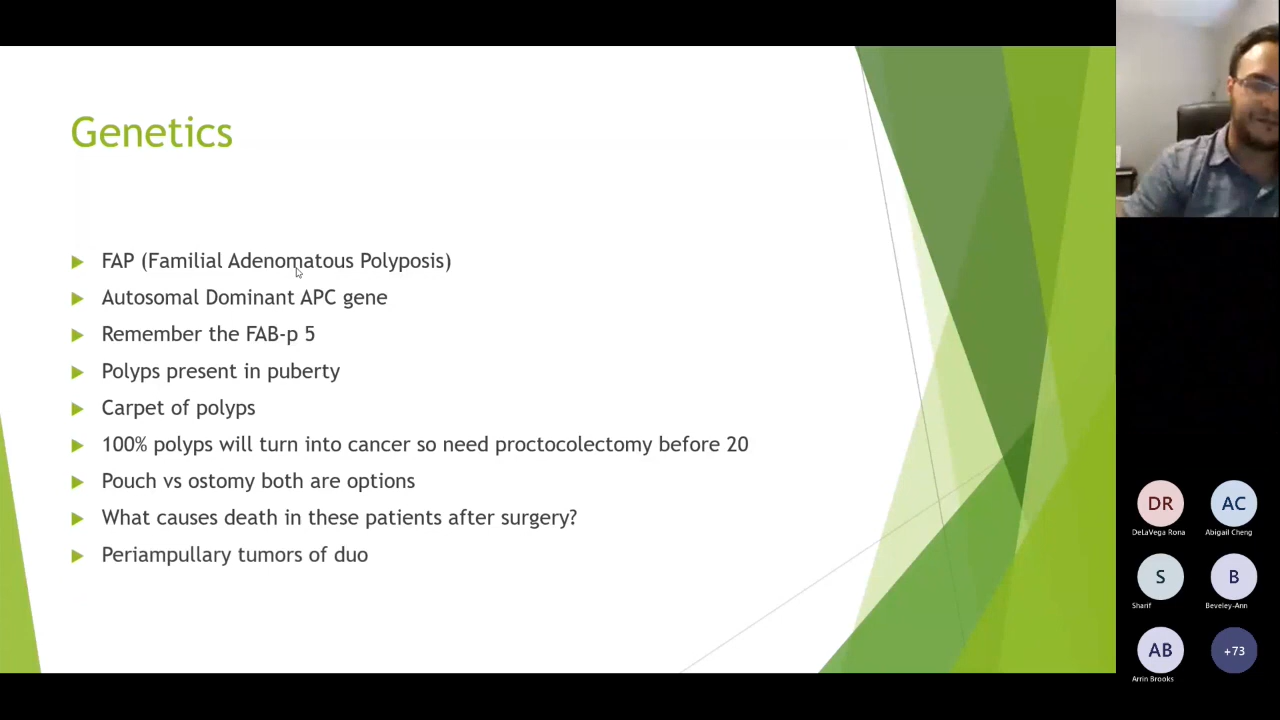 Genetics
FAP (Familial Adenomatous Polyposis)
Autosomal Dominant APC gene
Remember the FAB-p 5
Polyps present in puberty
Carpet of polyps
100% polyps will turn into cancer so need proctocolectomy before 20
Pouch vs ostomy both are options
What causes death in these patients after surgery?
Periampullary tumors of duo
DR
AC
DeLaVega Rona
Abigail Cheng
S
B
Sharif
Beveley-Ann
AB
+73
Arrin Brooks